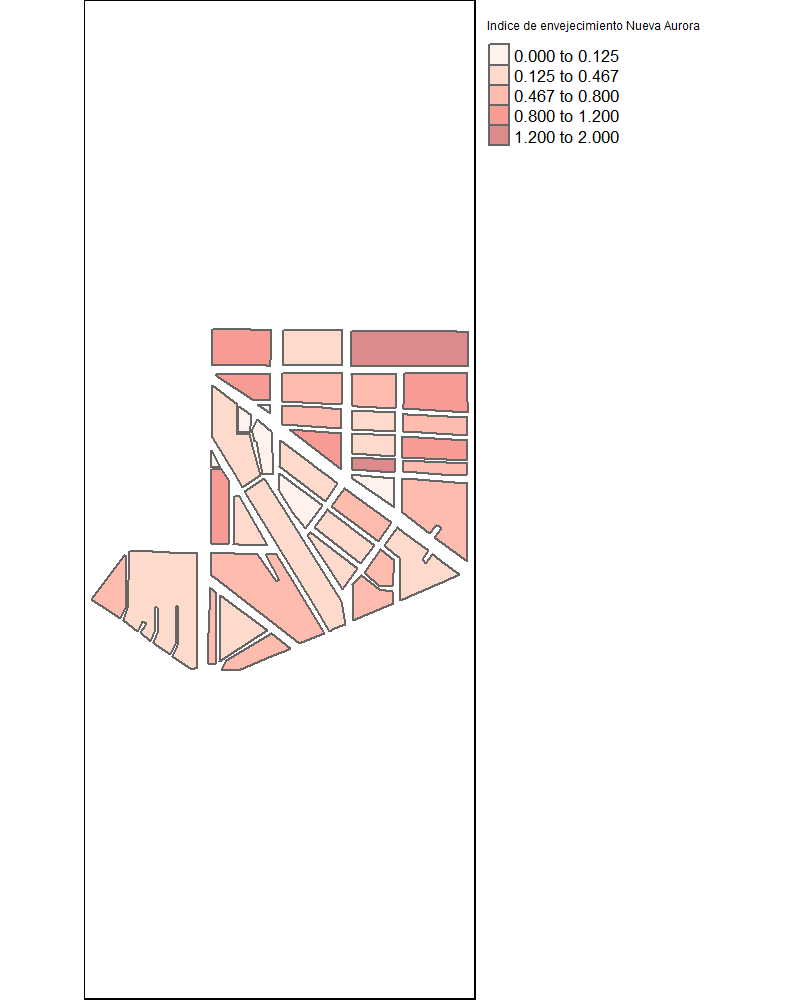 Indice de envejecimiento Nueva Aurora
0.000 to 0.125
0.125 to 0.467
0.467 to 0.800
0.800 to 1.200
1.200 to 2.000